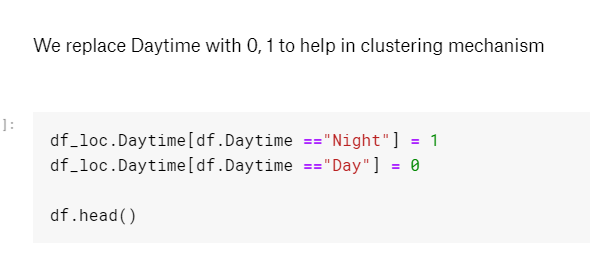 We replace Daytime with 0, 1 to help in clustering mechanism
]:
df_loc.Daytime[df.Daytime =="Night"] = 1
df_loc.Daytime[df.Daytime =="Day"] = 0
df.head()